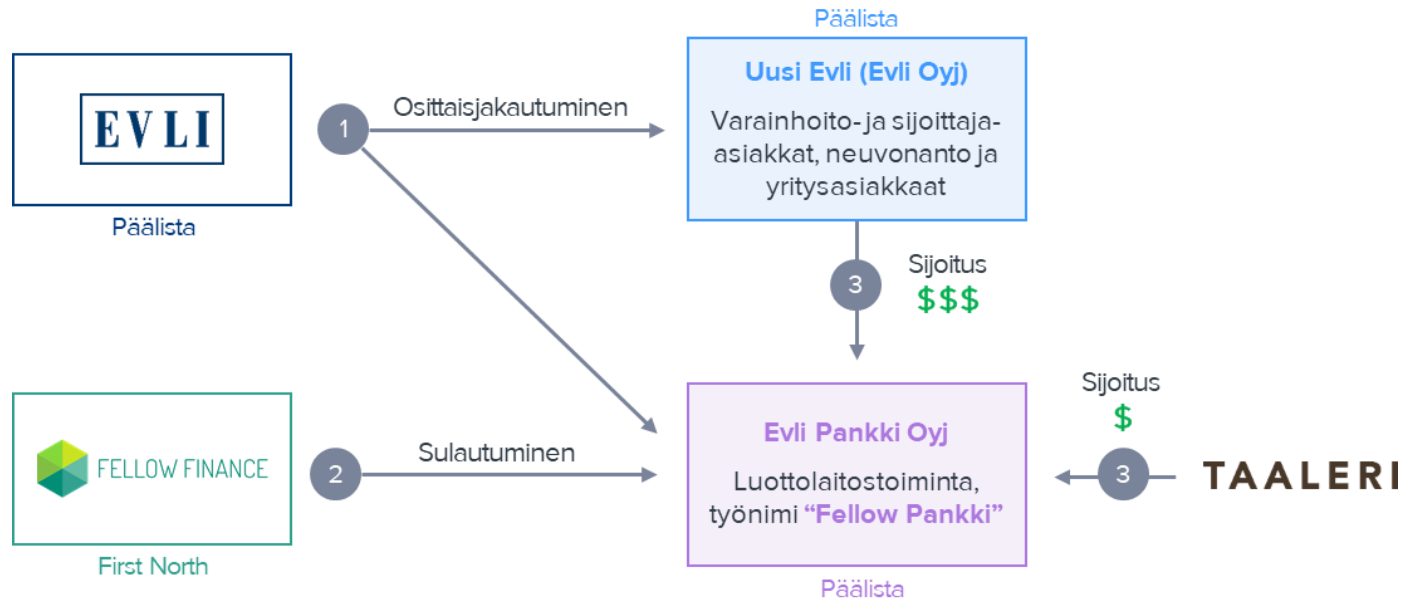 EVLI
Päälista
1
Osittaisjakautuminen
Päälista
Uusi Evli (Evli Oyj)
Varainhoito- ja sijoittaja-
asiakkat, neuvonanto ja
yritysasiakkaat
3
Sijoitus
$$$
FELLOW FINANCE
First North
2
Sulautuminen
Evli Pankki Oyj
Luottolaitostoiminta,
työnimi “Fellow Pankki”
Päälista
Sijoitus
$
3
TAALERI